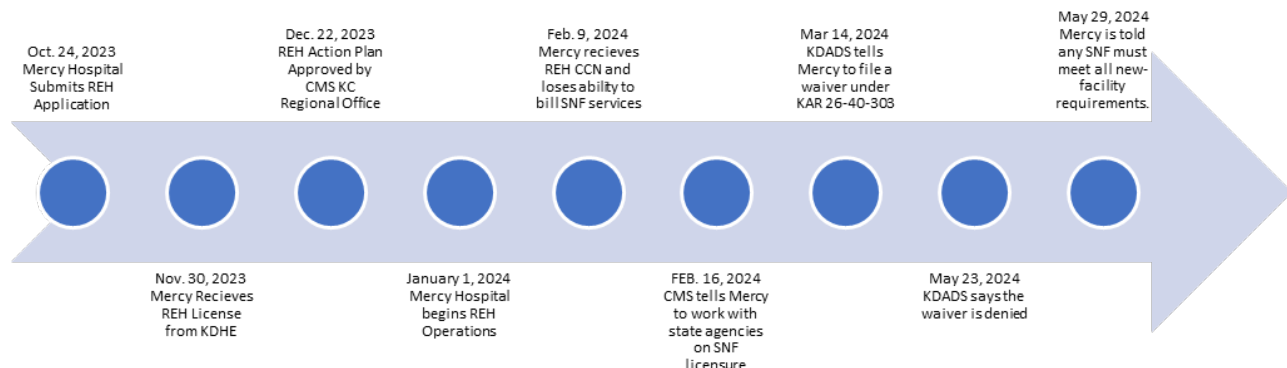 Oct. 24, 2023
Mercy Hospital
Submits REH
Application
Nov. 30, 2023
Mercy Recieves
REH License
from KDHE
Dec. 22, 2023
REH Action Plan
Approved by
CMS KC
Regional Office
January 1, 2024
Mercy Hospital
begins REH
Operations
Feb. 9, 2024
Mercy recieves
REH CCN and
loses ability to
bill SNF services
FEB. 16, 2024
CMS tells Mercy
to work with
state agencies
on SNF
licensure
Mar 14, 2024
KDADS tells
Mercy to file a
waiver under
KAR 26-40-303
May 23, 2024
KDADS says the
waiver is denied
May 29, 2024
Mercy is told
any SNF must
meet all new-
facility
requirements.